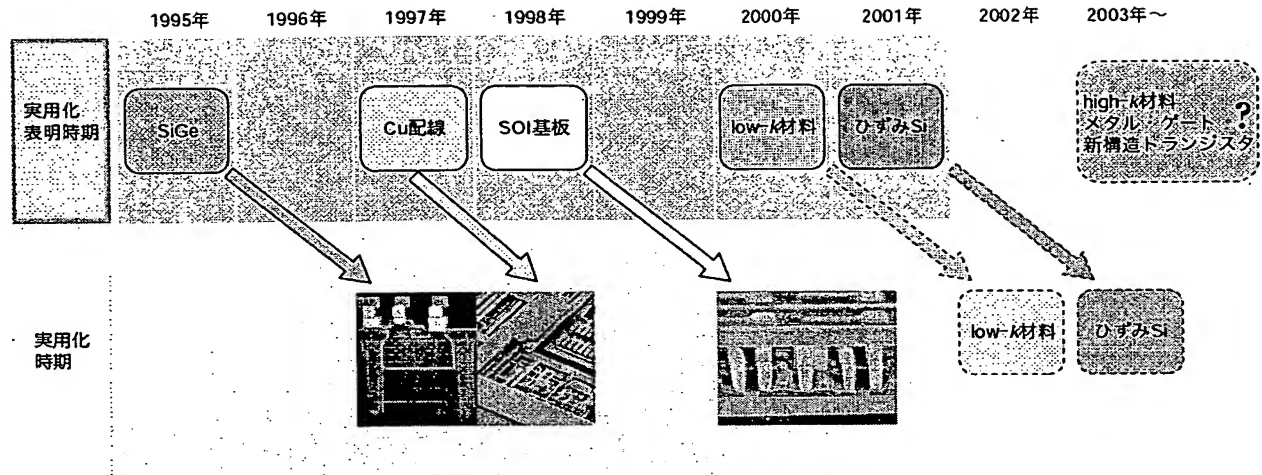 1995年 1996年 1997年 1998年 1999年 2000年 2001年 2002年 2003年～
実用化
表明時期
SiGe
Cu配線
SOI基板
low-k材料
ひずみSi
high-k材料
メタル・ゲート
新構造トランジスタ
?
実用化
時期
low-k材料
ひずみSi